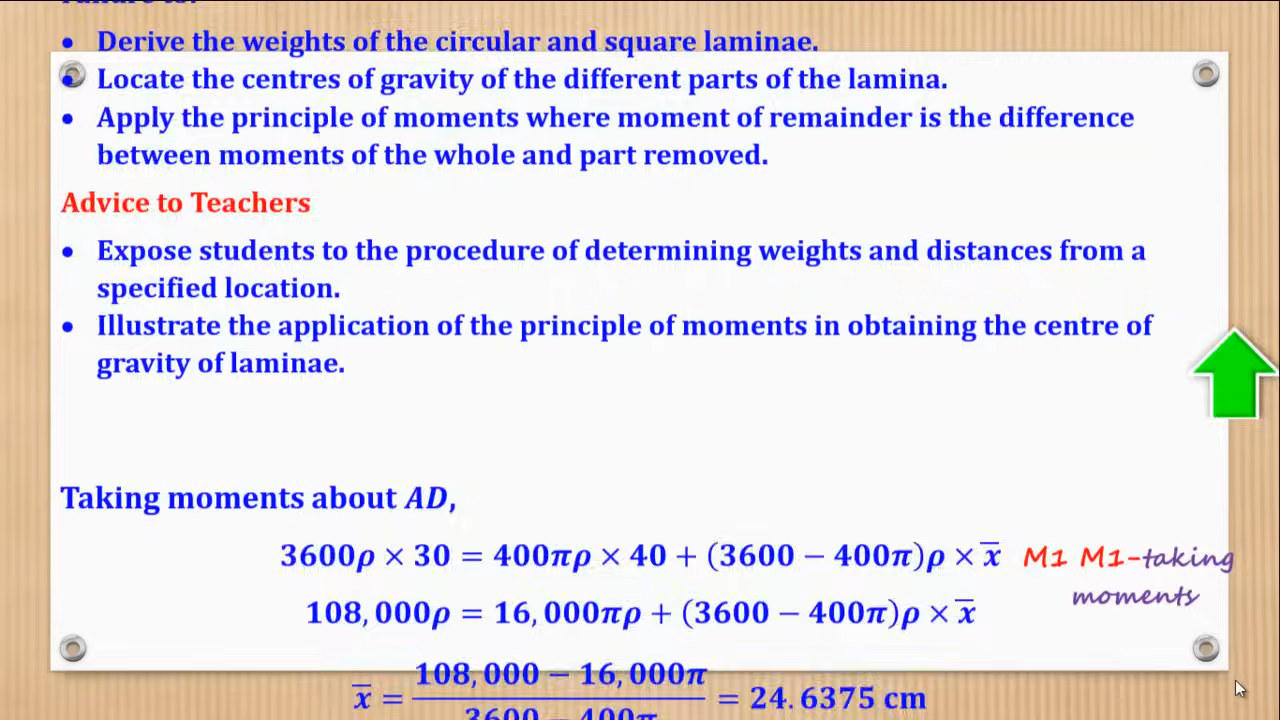 • Derive the weights of the circular and square laminae.
• Locate the centres of gravity of the different parts of the lamina.
• Apply the principle of moments where moment of remainder is the difference
between moments of the whole and part removed.
Advice to Teachers
• Expose students to the procedure of determining weights and distances from a
specified location.
• Illustrate the application of the principle of moments in obtaining the centre of
gravity of laminae.
Taking moments about AD,
3600ρ × 30 = 400πρ × 40 + (3600 − 400π)ρ × x̅ M1 M1-taking
moments
108,000ρ = 16,000πρ + (3600 − 400π)ρ × x̅
108,000 − 16,000π
x̅ = = 24.6375 cm
3600 − 400π